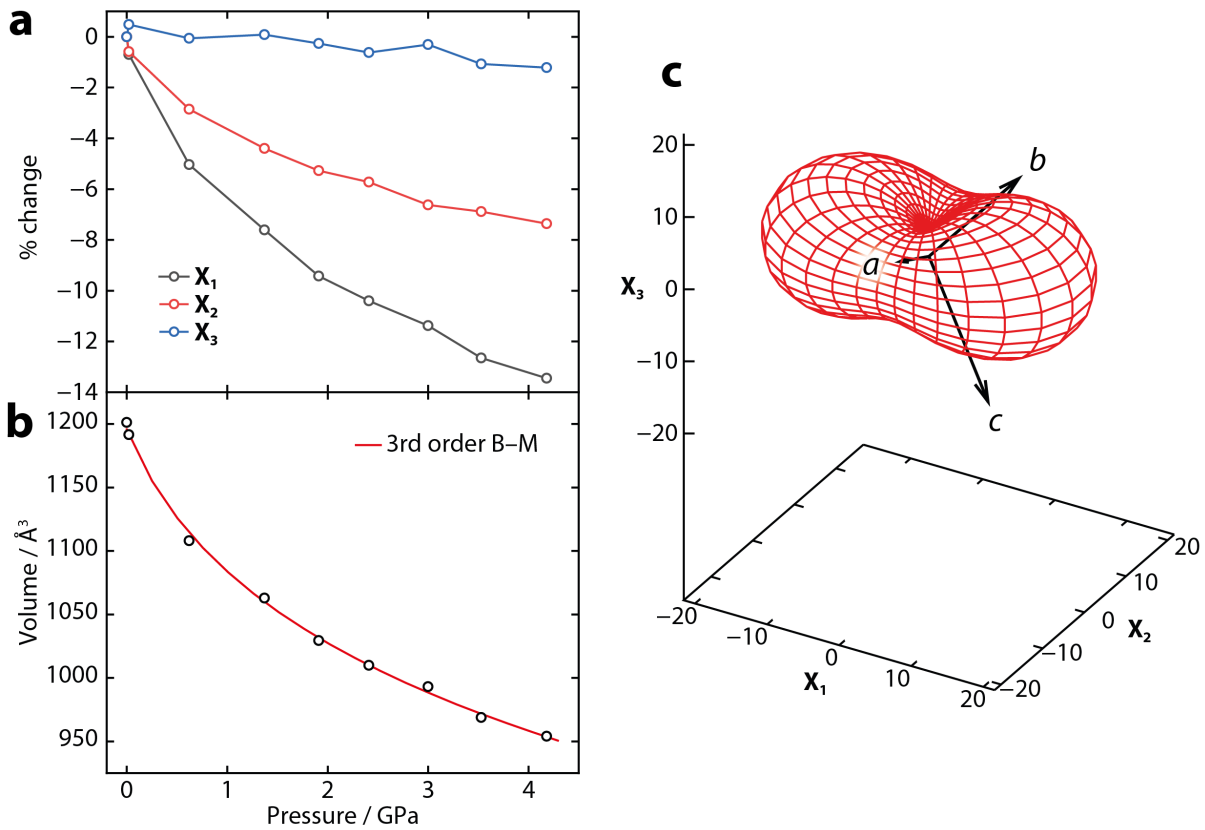 a
0
−2
−4
−6
−8
−10
−12
−14
% change
X1
X2
X3
b
1200
1150
1100
1050
1000
950
Volume / Å³
3rd order B–M
0 1 2 3 4
Pressure / GPa
c
20
10
0
−10
−20
X3
a
b
c
−20
−10
0
10
20
X1
−20
−10
0
10
20
X2